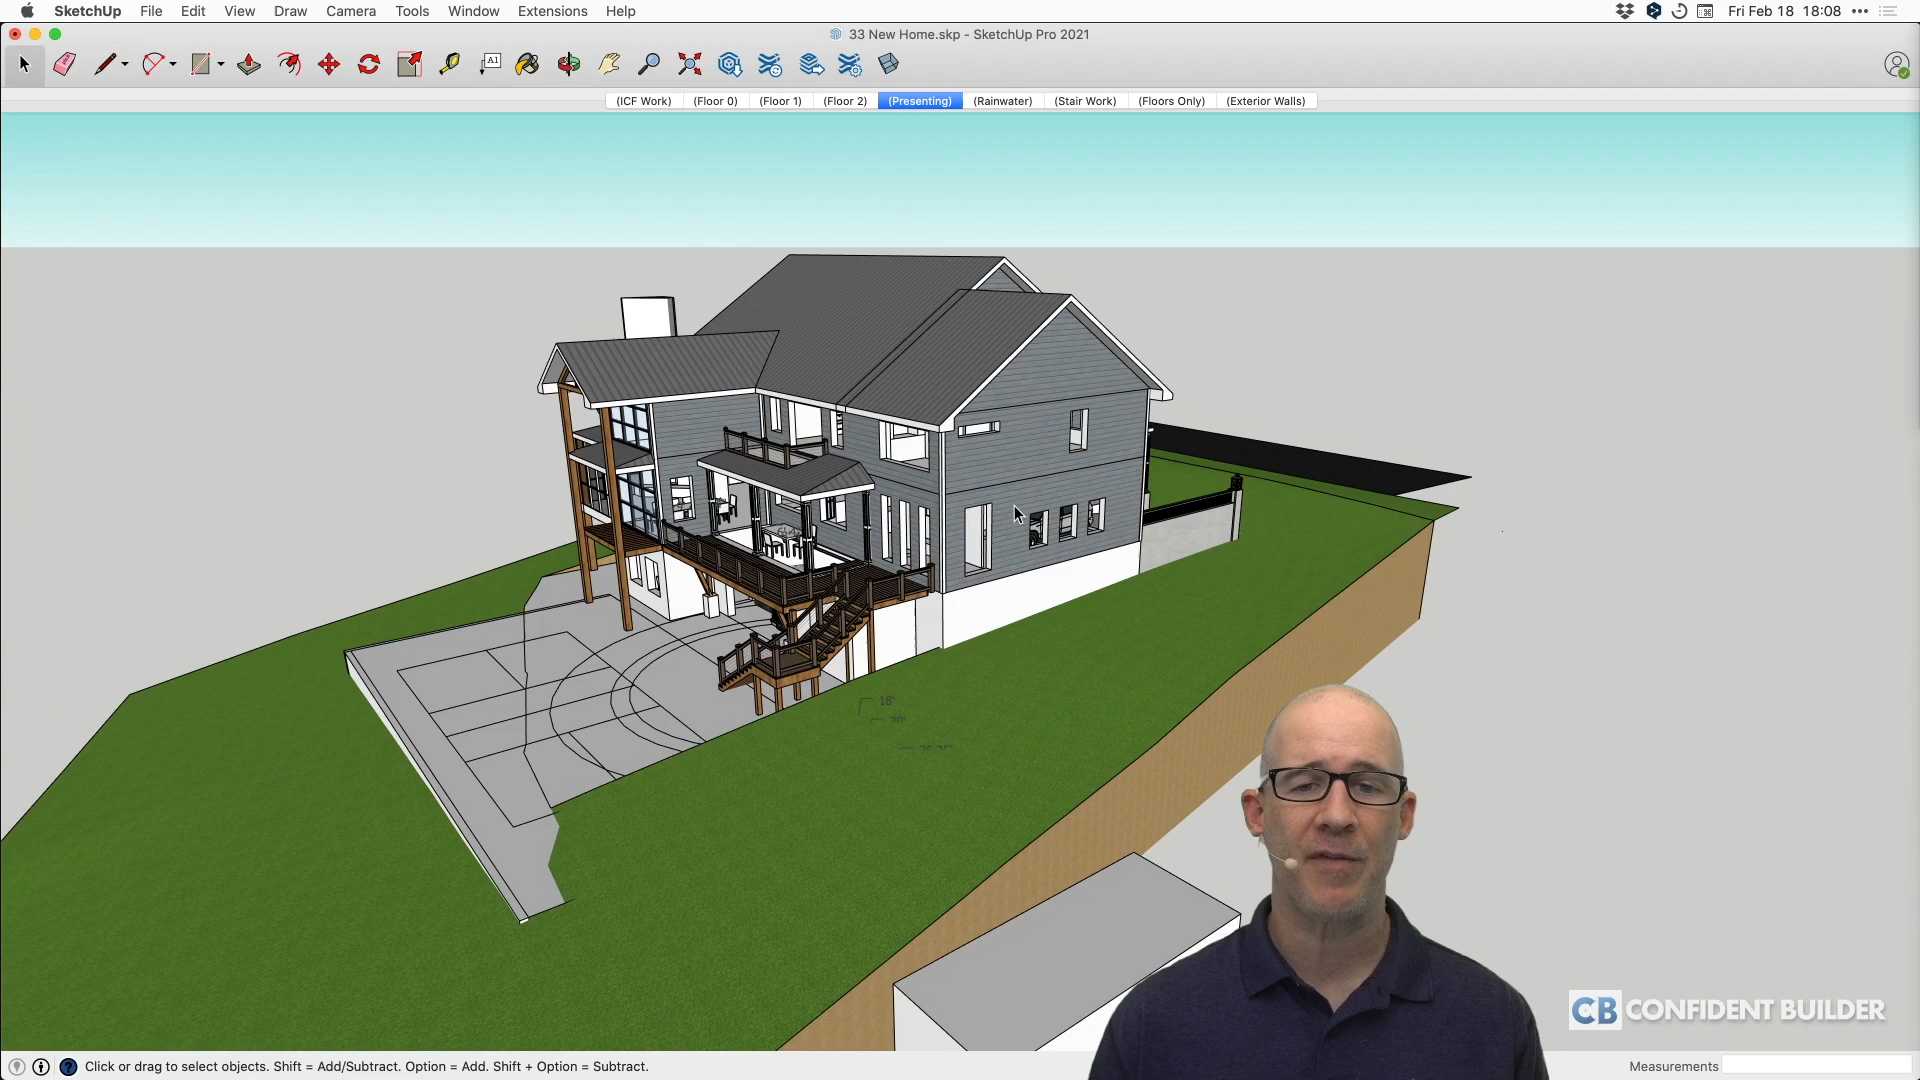 SketchUp File Edit View Draw Camera Tools Window Extensions Help
Fri Feb 18 18:08
33 New Home.skp - SketchUp Pro 2021
A1
(ICF Work) (Floor 0) (Floor 1) (Floor 2) (Presenting) (Rainwater) (Stair Work) (Floors Only) (Exterior Walls)
18'
20'
CB CONFIDENT BUILDER
Click or drag to select objects. Shift = Add/Subtract. Option = Add. Shift + Option = Subtract.
Measurements